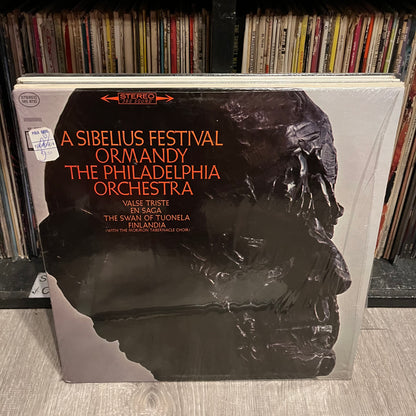 STEREO
A SIBELIUS FESTIVAL
ORMANDY
THE PHILADELPHIA
ORCHESTRA
VALSE TRISTE
EN SAGA
THE SWAN OF TUONELA
FINLANDIA
(WITH THE MORMON TABERNACLE CHOIR)